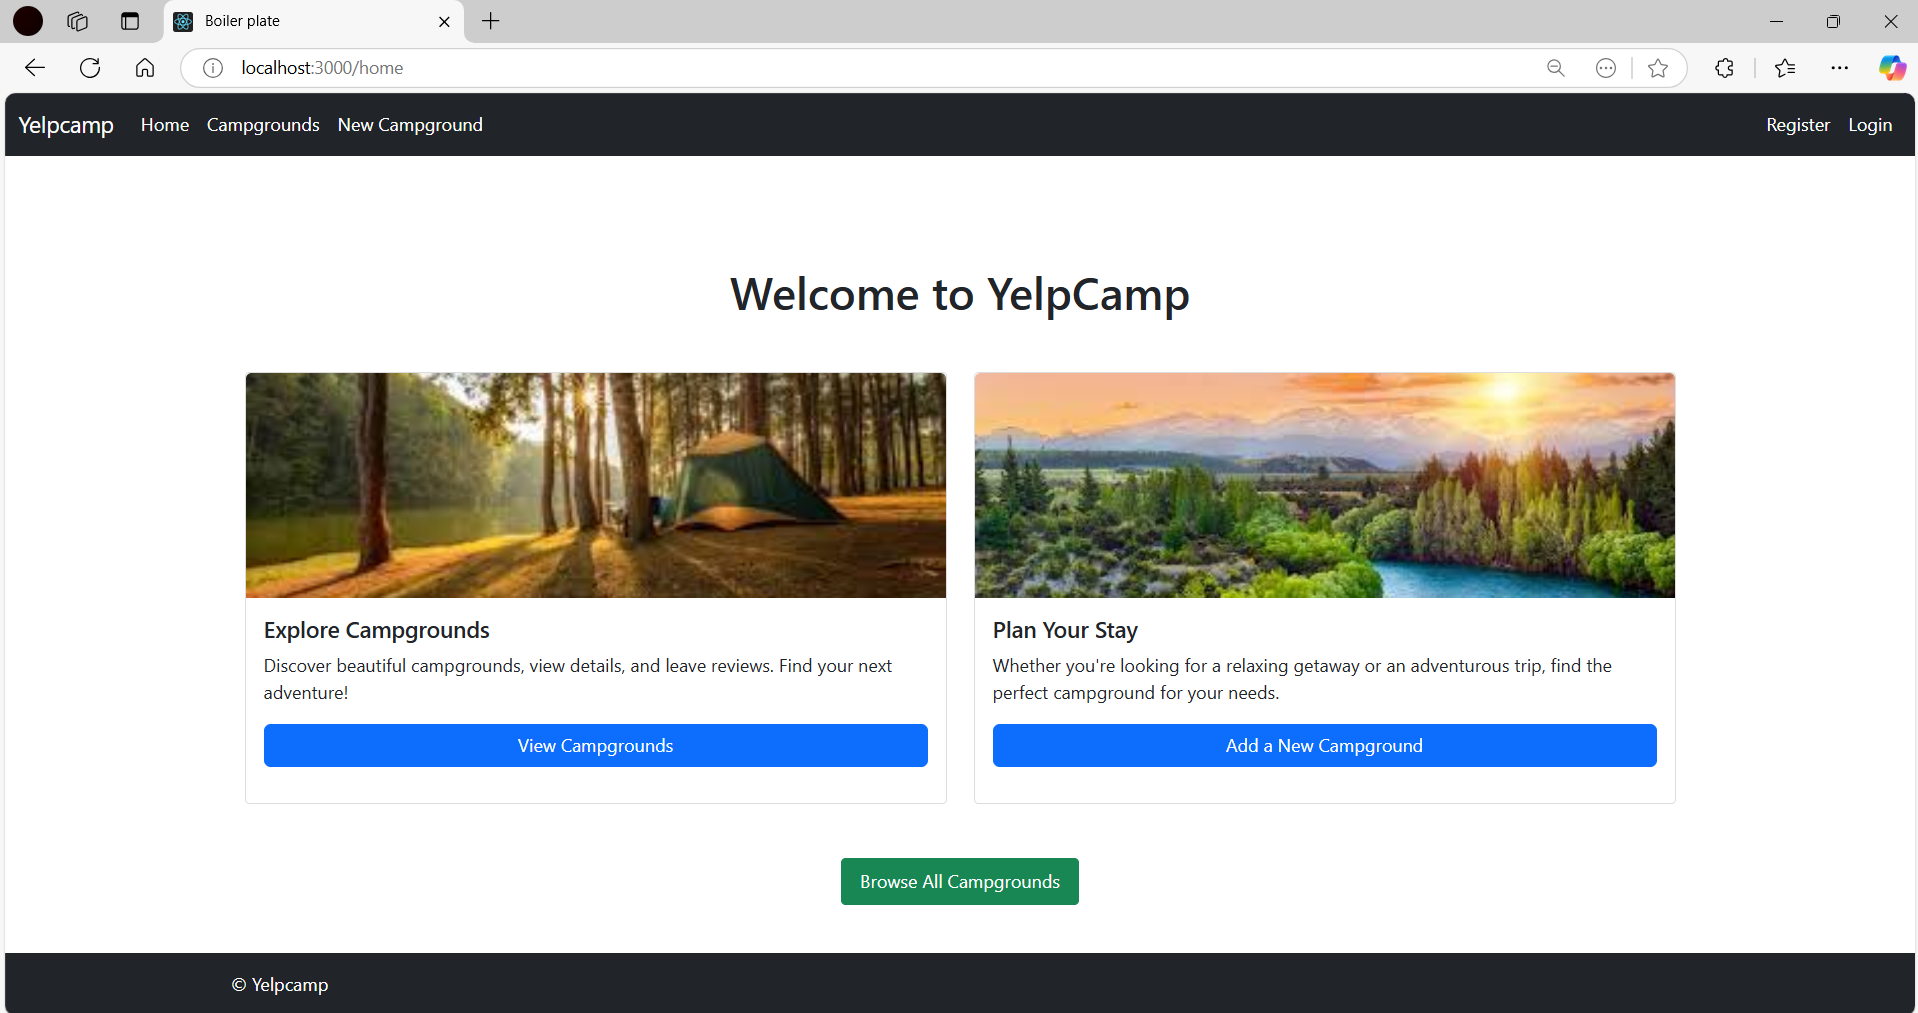 Boiler plate
localhost:3000/home
Yelpcamp Home Campgrounds New Campground Register Login
Welcome to YelpCamp
Explore Campgrounds
Discover beautiful campgrounds, view details, and leave reviews. Find your next
adventure!
View Campgrounds
Plan Your Stay
Whether you're looking for a relaxing getaway or an adventurous trip, find the
perfect campground for your needs.
Add a New Campground
Browse All Campgrounds
© Yelpcamp